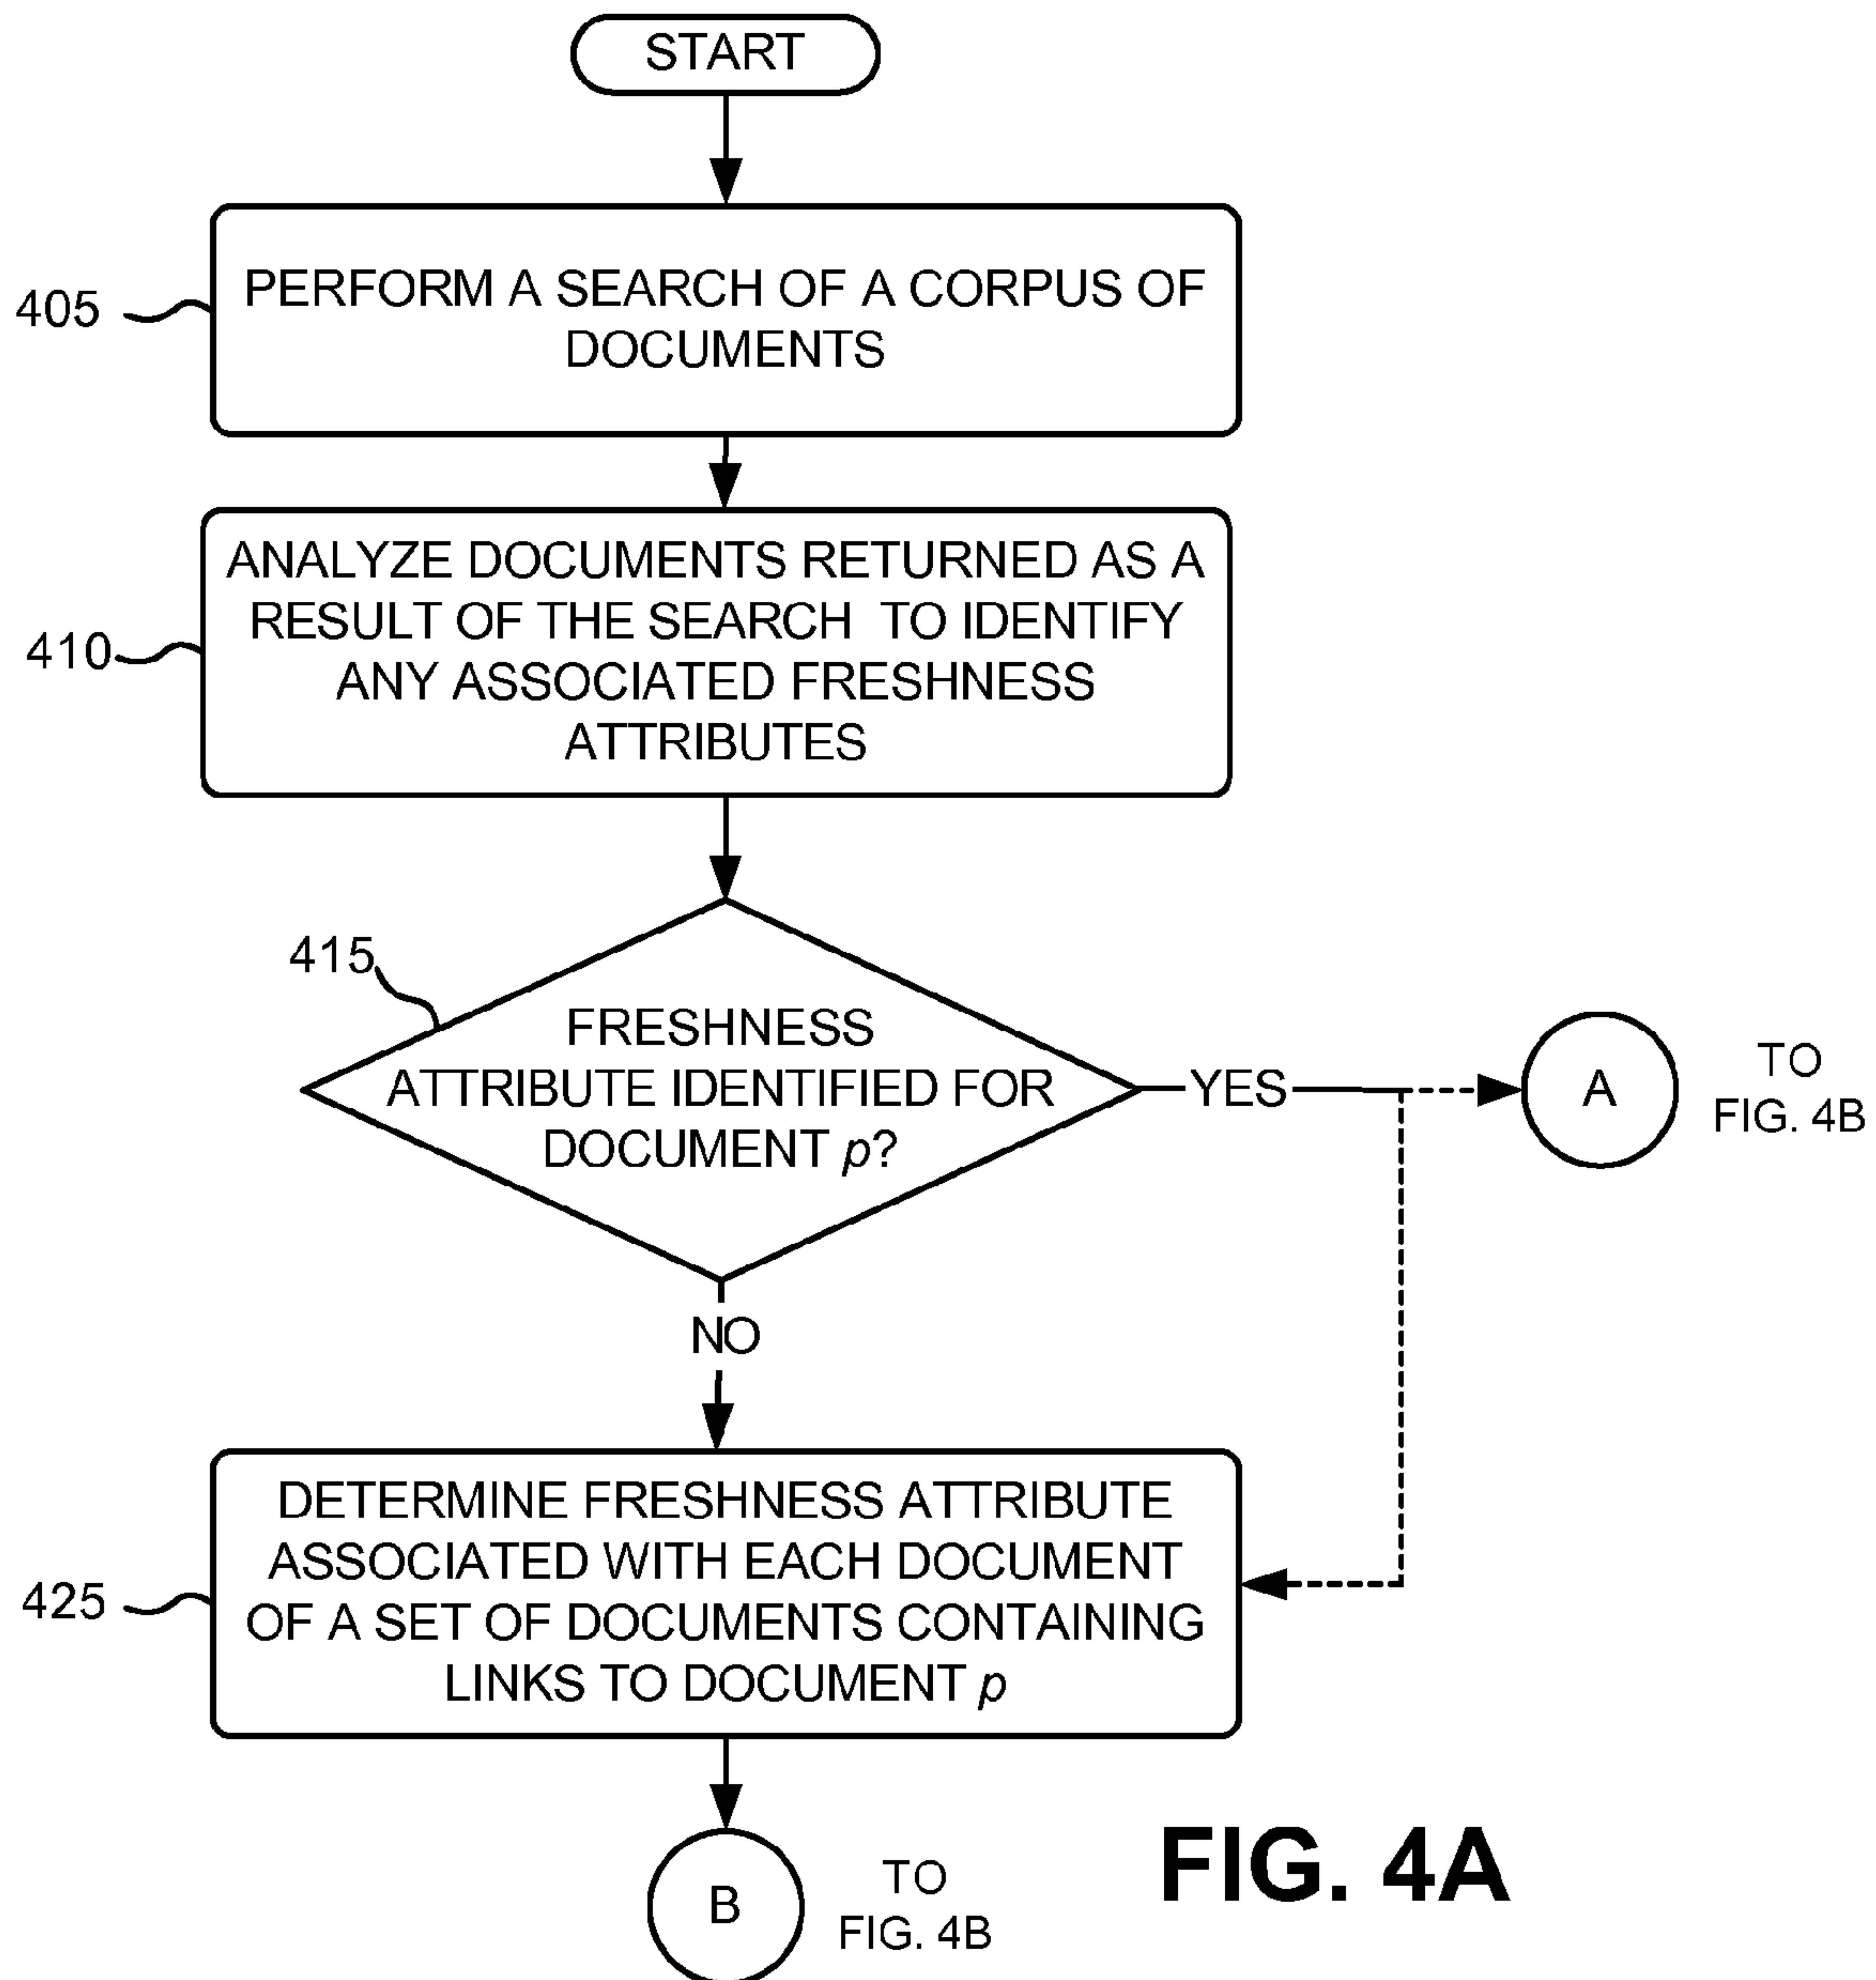 START
405
PERFORM A SEARCH OF A CORPUS OF
DOCUMENTS
410
ANALYZE DOCUMENTS RETURNED AS A
RESULT OF THE SEARCH TO IDENTIFY
ANY ASSOCIATED FRESHNESS
ATTRIBUTES
415
FRESHNESS
ATTRIBUTE IDENTIFIED FOR
DOCUMENT p?
YES
A
TO
FIG. 4B
NO
425
DETERMINE FRESHNESS ATTRIBUTE
ASSOCIATED WITH EACH DOCUMENT
OF A SET OF DOCUMENTS CONTAINING
LINKS TO DOCUMENT p
B
TO
FIG. 4B
FIG. 4A